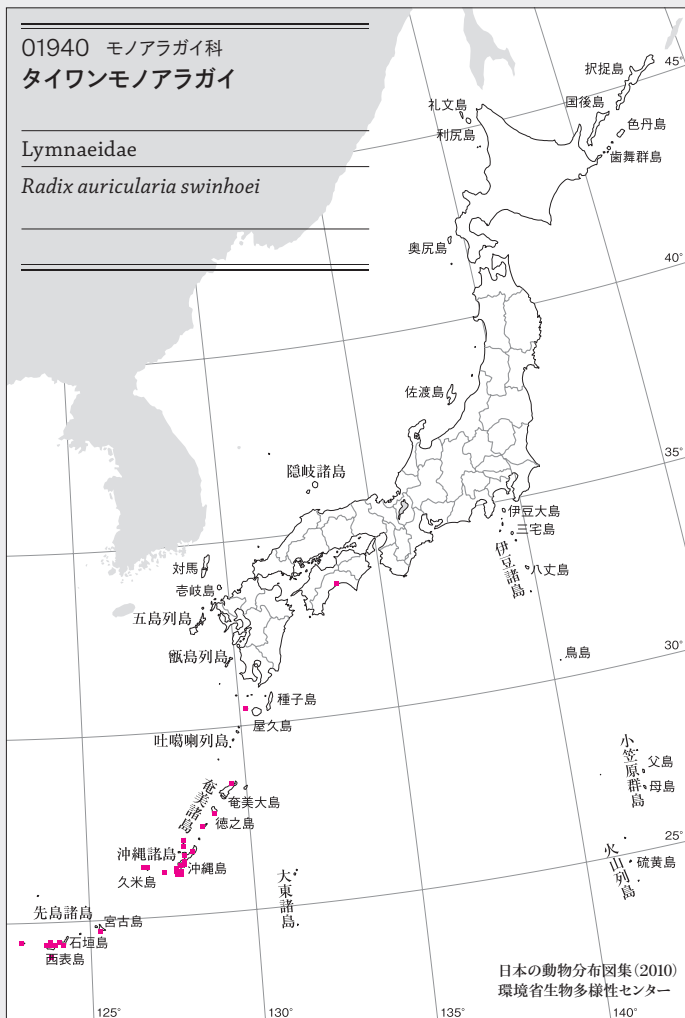 01940 モノアラガイ科
タイワンモノアラガイ
Lymnaeidae
Radix auricularia swinhoei
択捉島
45°
国後島
礼文島
色丹島
利尻島
歯舞群島
奥尻島
40°
佐渡島
35°
隠岐諸島
伊豆大島
三宅島
伊豆諸島
八丈島
対馬
壱岐島
五島列島
甑島列島
鳥島
30°
種子島
屋久島
吐噶喇列島
小笠原群島
父島
母島
奄美諸島
奄美大島
徳之島
25°
沖縄諸島
沖縄島
久米島
火山列島
硫黄島
大東諸島
先島諸島
宮古島
石垣島
西表島
日本の動物分布図集(2010)
環境省生物多様性センター
125°
130°
135°
140°